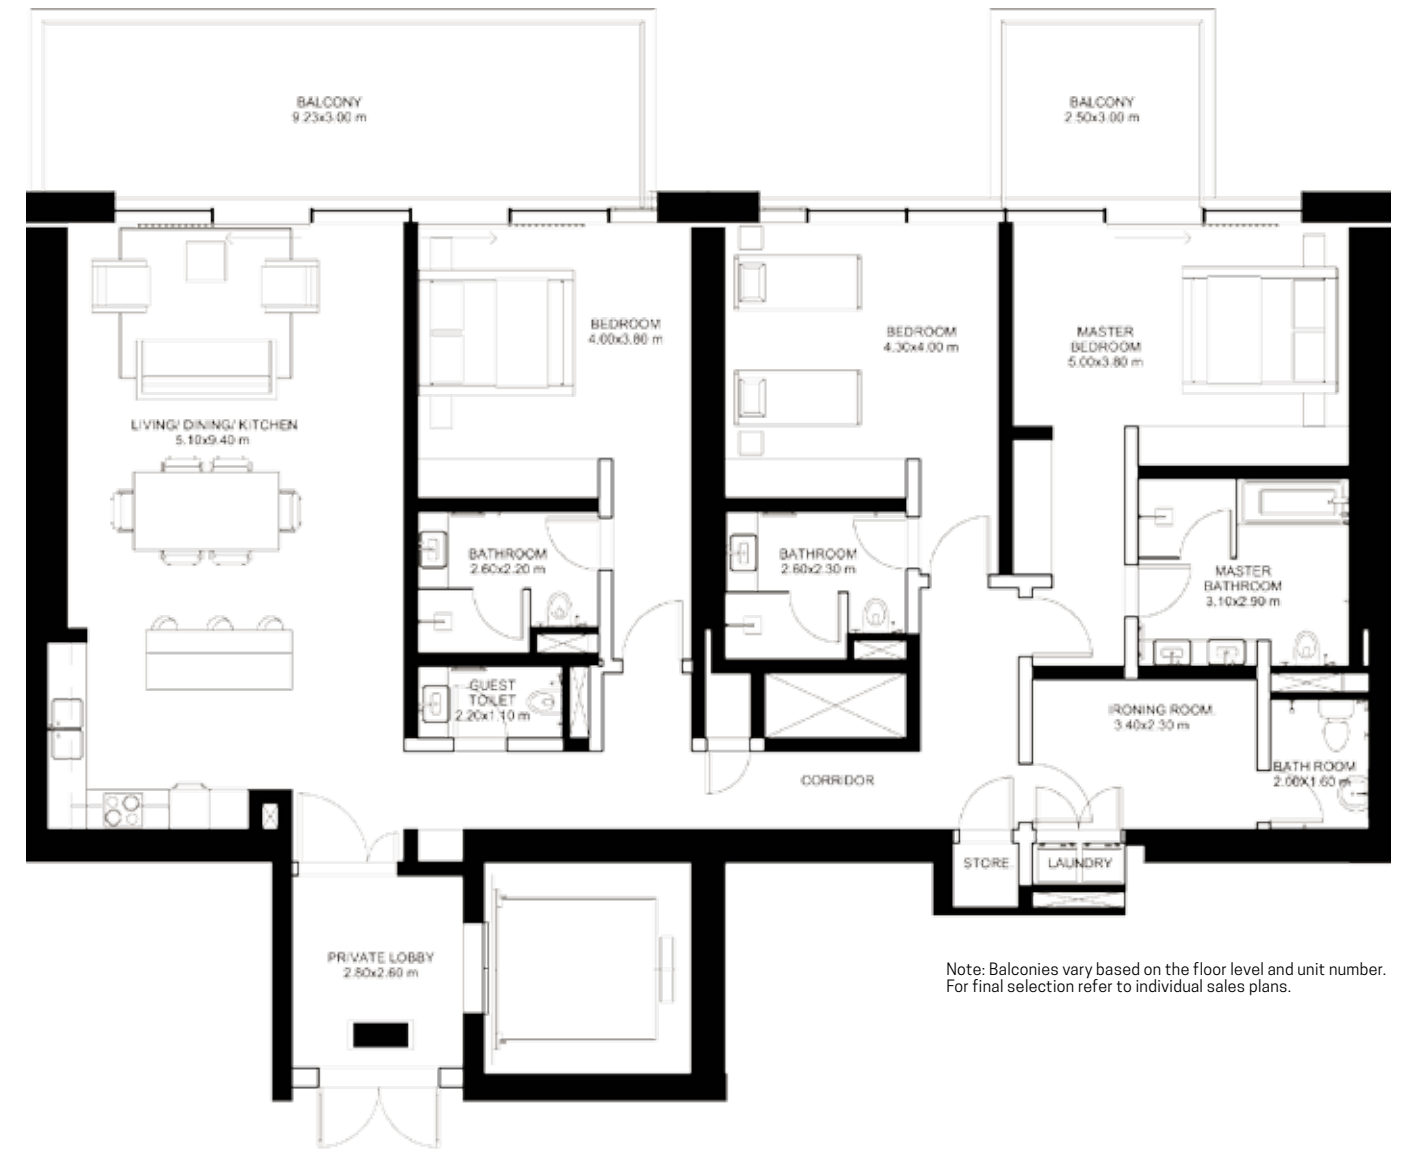 BALCONY
9.23x3.00 m
BALCONY
2.50x3.00 m
BEDROOM
4.00x3.80 m
BEDROOM
4.30x4.00 m
MASTER
BEDROOM
5.00x3.80 m
LIVING/ DINING/ KITCHEN
5.10x9.40 m
BATHROOM
2.60x2.20 m
BATHROOM
2.60x2.30 m
MASTER
BATHROOM
3.10x2.90 m
GUEST
TOILET
2.20x1.10 m
IRONING ROOM
3.40x2.30 m
BATH ROOM
2.00X1.60 m
CORRIDOR
STORE
LAUNDRY
PRIVATE LOBBY
2.80x2.60 m
Note: Balconies vary based on the floor level and unit number.
For final selection refer to individual sales plans.